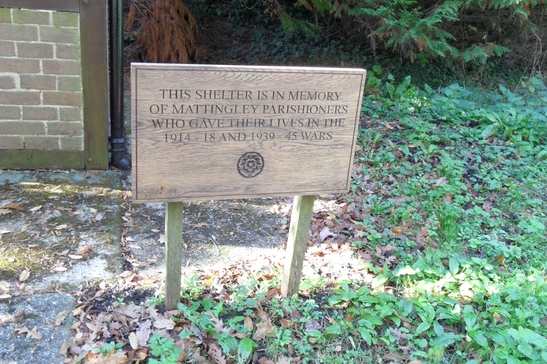 THIS SHELTER IS IN MEMORY
OF MATTINGLEY PARISHIONERS
WHO GAVE THEIR LIVES IN THE
1914 - 18 AND 1939 - 45 WARS